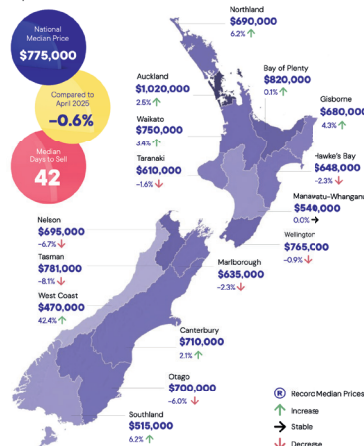 National
Median Price
$775,000
Compared to
April 2025
-0.6%
Median
Days to Sell
42
Northland
$690,000
6.2%
Auckland
$1,020,000
2.5%
Bay of Plenty
$820,000
0.1%
Gisborne
$680,000
4.3%
Waikato
$750,000
3.4%
Taranaki
$610,000
-1.6%
Hawke's Bay
$648,000
-2.3%
Manawatu-Whanganui
$540,000
0.0%
Wellington
$765,000
-0.9%
Nelson
$695,000
-6.7%
Tasman
$781,000
-8.1%
Marlborough
$635,000
-2.3%
West Coast
$470,000
42.4%
Canterbury
$710,000
2.1%
Otago
$700,000
-6.0%
Southland
$515,000
6.2%
R Record Median Prices
Increase
Stable
Decrease